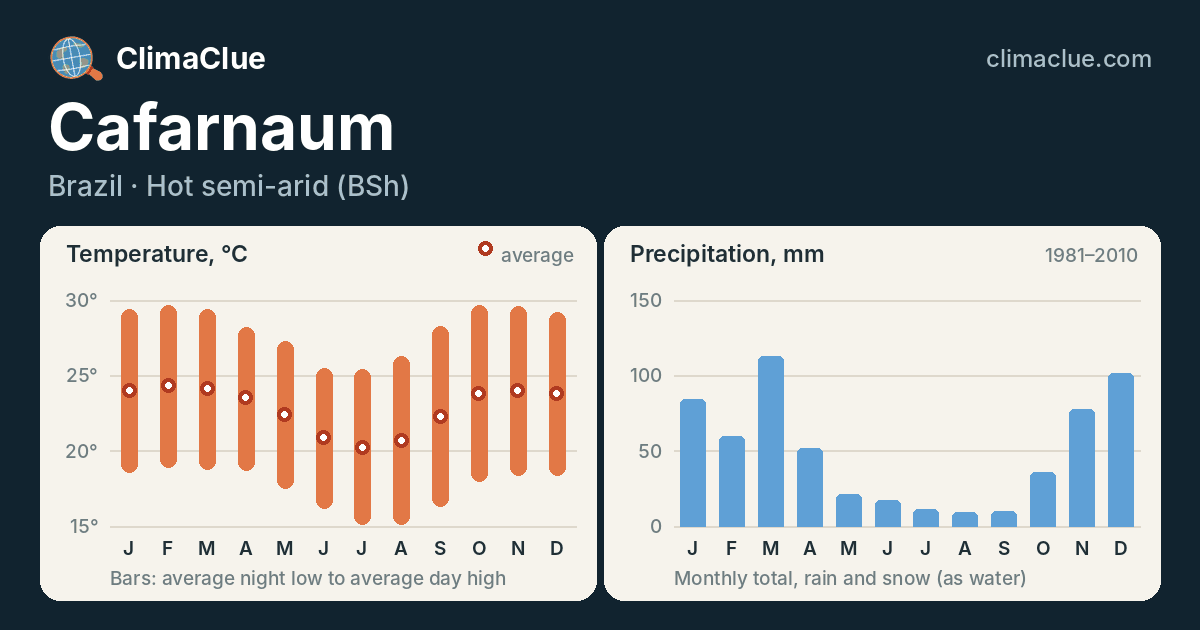 ClimaClue
climaclue.com
Cafarnaum
Brazil · Hot semi-arid (BSh)
Temperature, °C
average
30°
25°
20°
15°
J F M A M J J A S O N D
Bars: average night low to average day high
Precipitation, mm
1981–2010
150
100
50
0
J F M A M J J A S O N D
Monthly total, rain and snow (as water)